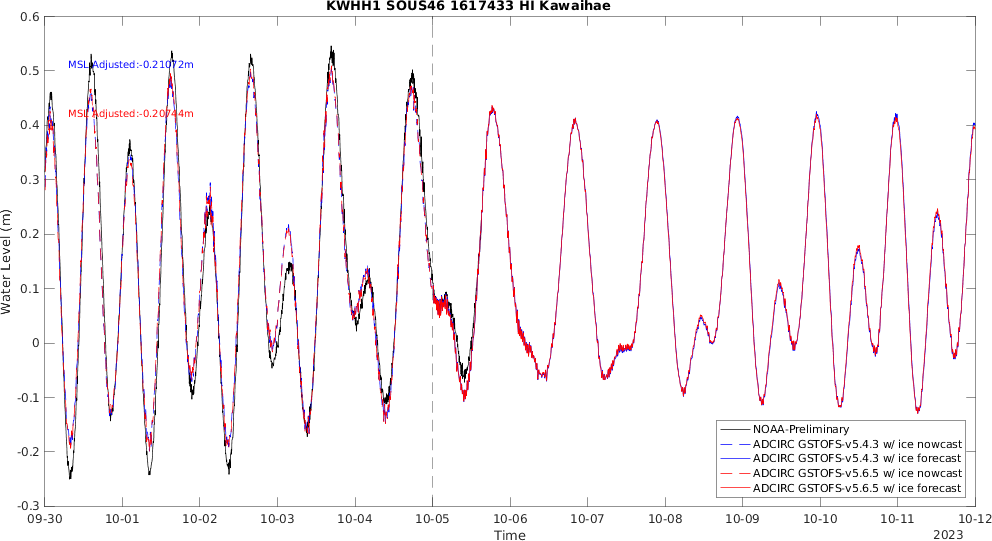 KWHH1 SOUS46 1617433 HI Kawaihae
0.6
0.5
0.4
0.3
0.2
0.1
0
-0.1
-0.2
-0.3
Water Level (m)
MSL Adjusted:-0.21072m
MSL Adjusted:-0.20744m
NOAA-Preliminary
ADCIRC GSTOFS-v5.4.3 w/ ice nowcast
ADCIRC GSTOFS-v5.4.3 w/ ice forecast
ADCIRC GSTOFS-v5.6.5 w/ ice nowcast
ADCIRC GSTOFS-v5.6.5 w/ ice forecast
09-30 10-01 10-02 10-03 10-04 10-05 10-06 10-07 10-08 10-09 10-10 10-11 10-12
Time
2023